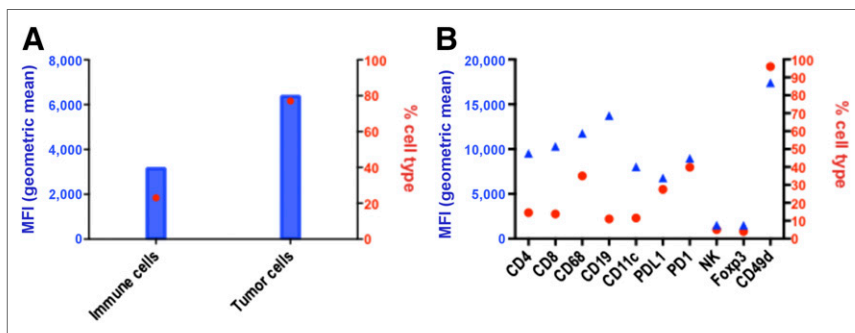 A
MFI (geometric mean)
8,000
6,000
4,000
2,000
0
100
80
60
40
20
0
% cell type
Immune cells
Tumor cells
B
MFI (geometric mean)
20,000
15,000
10,000
5,000
0
100
90
80
70
60
50
40
30
20
10
0
% cell type
CD4
CD8
CD68
CD19
CD11c
PDL1
PD1
NK
Foxp3
CD49d